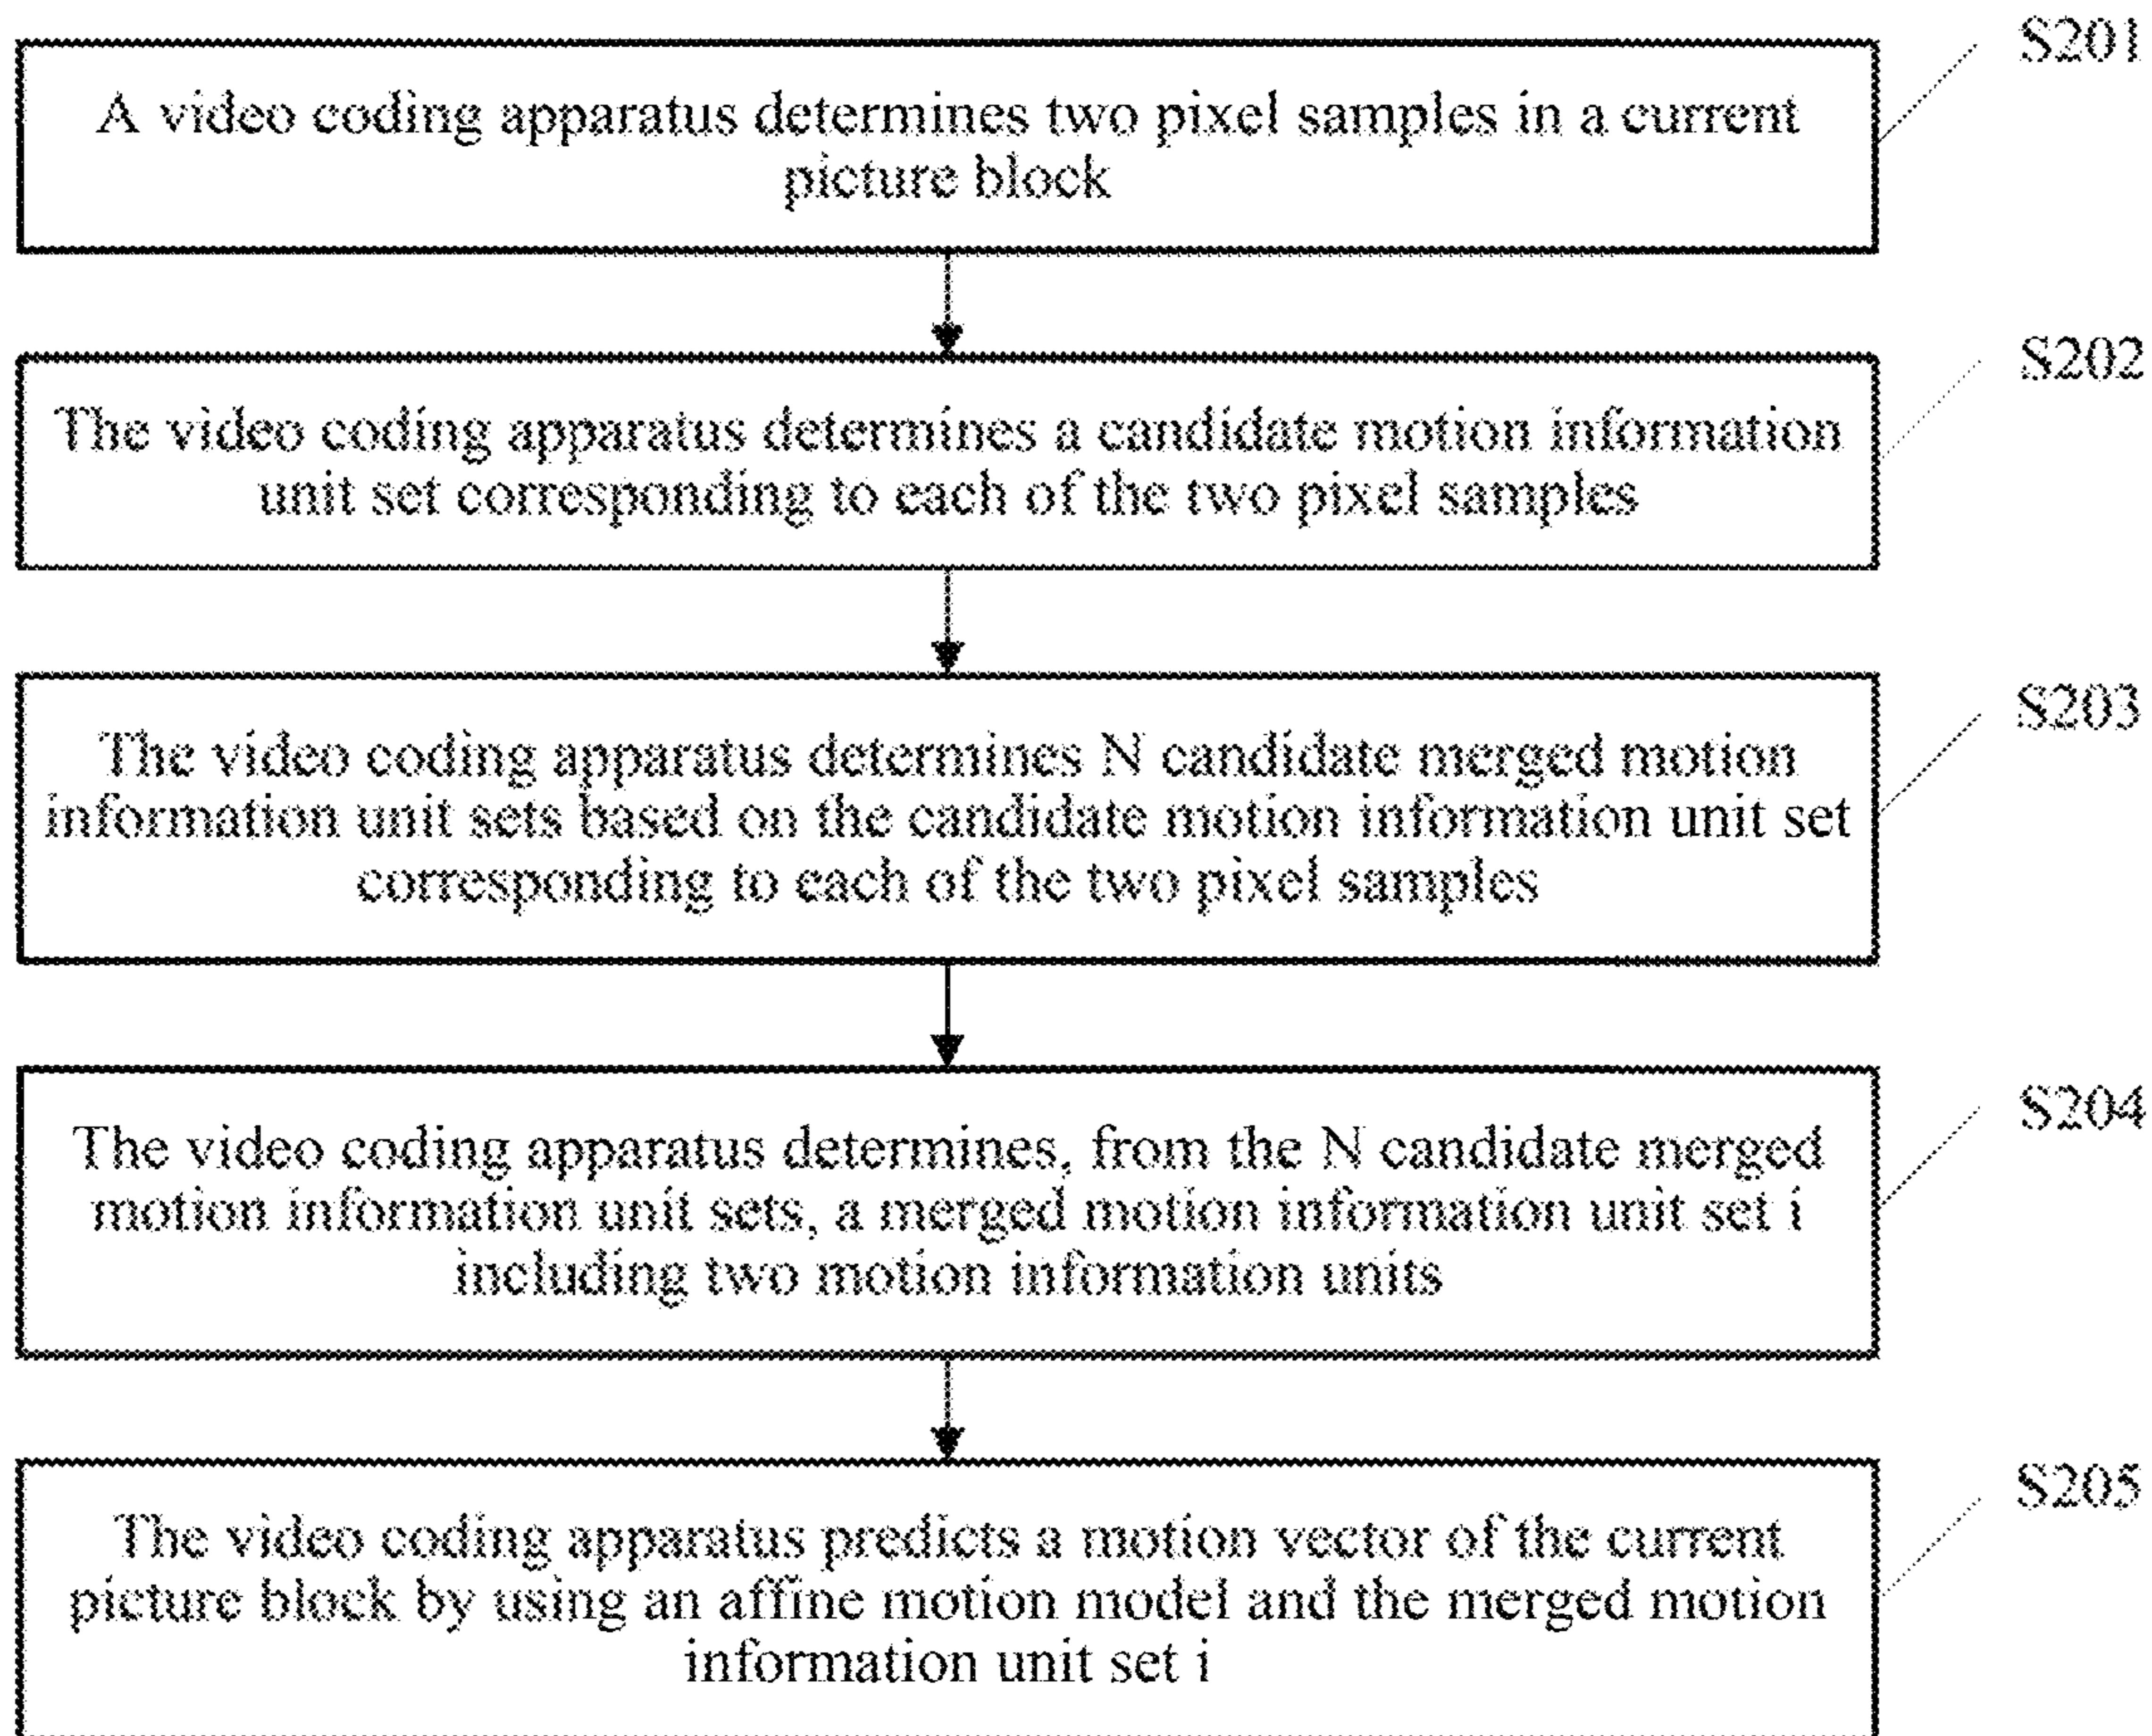 S201
A video coding apparatus determines two pixel samples in a current
picture block
S202
The video coding apparatus determines a candidate motion information
unit set corresponding to each of the two pixel samples
S203
The video coding apparatus determines N candidate merged motion
information unit sets based on the candidate motion information unit set
corresponding to each of the two pixel samples
S204
The video coding apparatus determines, from the N candidate merged
motion information unit sets, a merged motion information unit set i
including two motion information units
S205
The video coding apparatus predicts a motion vector of the current
picture block by using an affine motion model and the merged motion
information unit set i